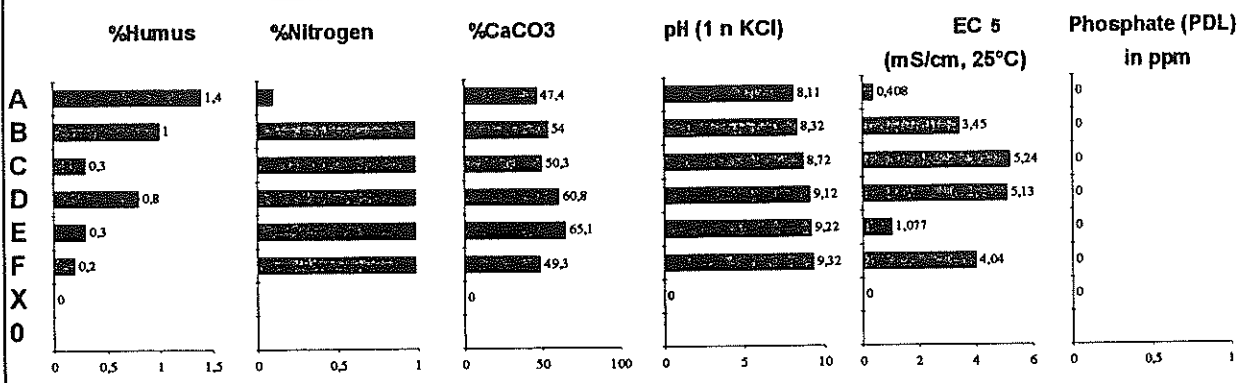 %Humus %Nitrogen %CaCO3 pH (1 n KCl) EC 5 Phosphate (PDL)
(mS/cm, 25°C) in ppm
A 1,4 47,4 8,11 0,408 0
B 1 54 8,32 3,45 0
C 0,3 50,3 8,72 5,24 0
D 0,8 60,8 9,12 5,13 0
E 0,3 65,1 9,22 1,077 0
F 0,2 49,3 9,32 4,04 0
X 0 0 0 0 0
0
0 0,5 1 1,5 0 0,5 1 0 50 100 0 5 10 0 2 4 6 0 0,5 1